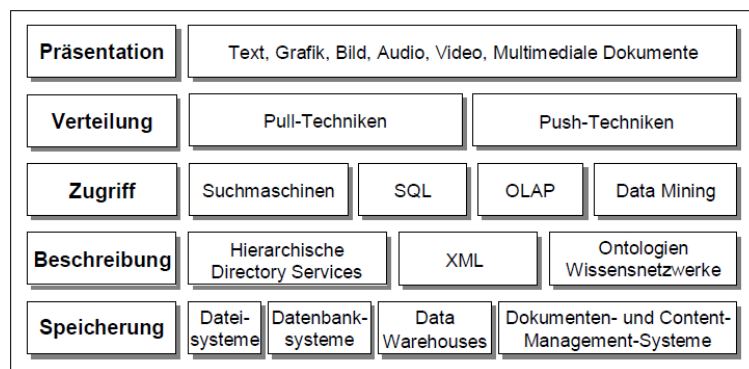 Präsentation
Text, Grafik, Bild, Audio, Video, Multimediale Dokumente
Verteilung
Pull-Techniken
Push-Techniken
Zugriff
Suchmaschinen
SQL
OLAP
Data Mining
Beschreibung
Hierarchische
Directory Services
XML
Ontologien
Wissensnetzwerke
Speicherung
Datei-
systeme
Datenbank-
systeme
Data
Warehouses
Dokumenten- und Content-
Management-Systeme